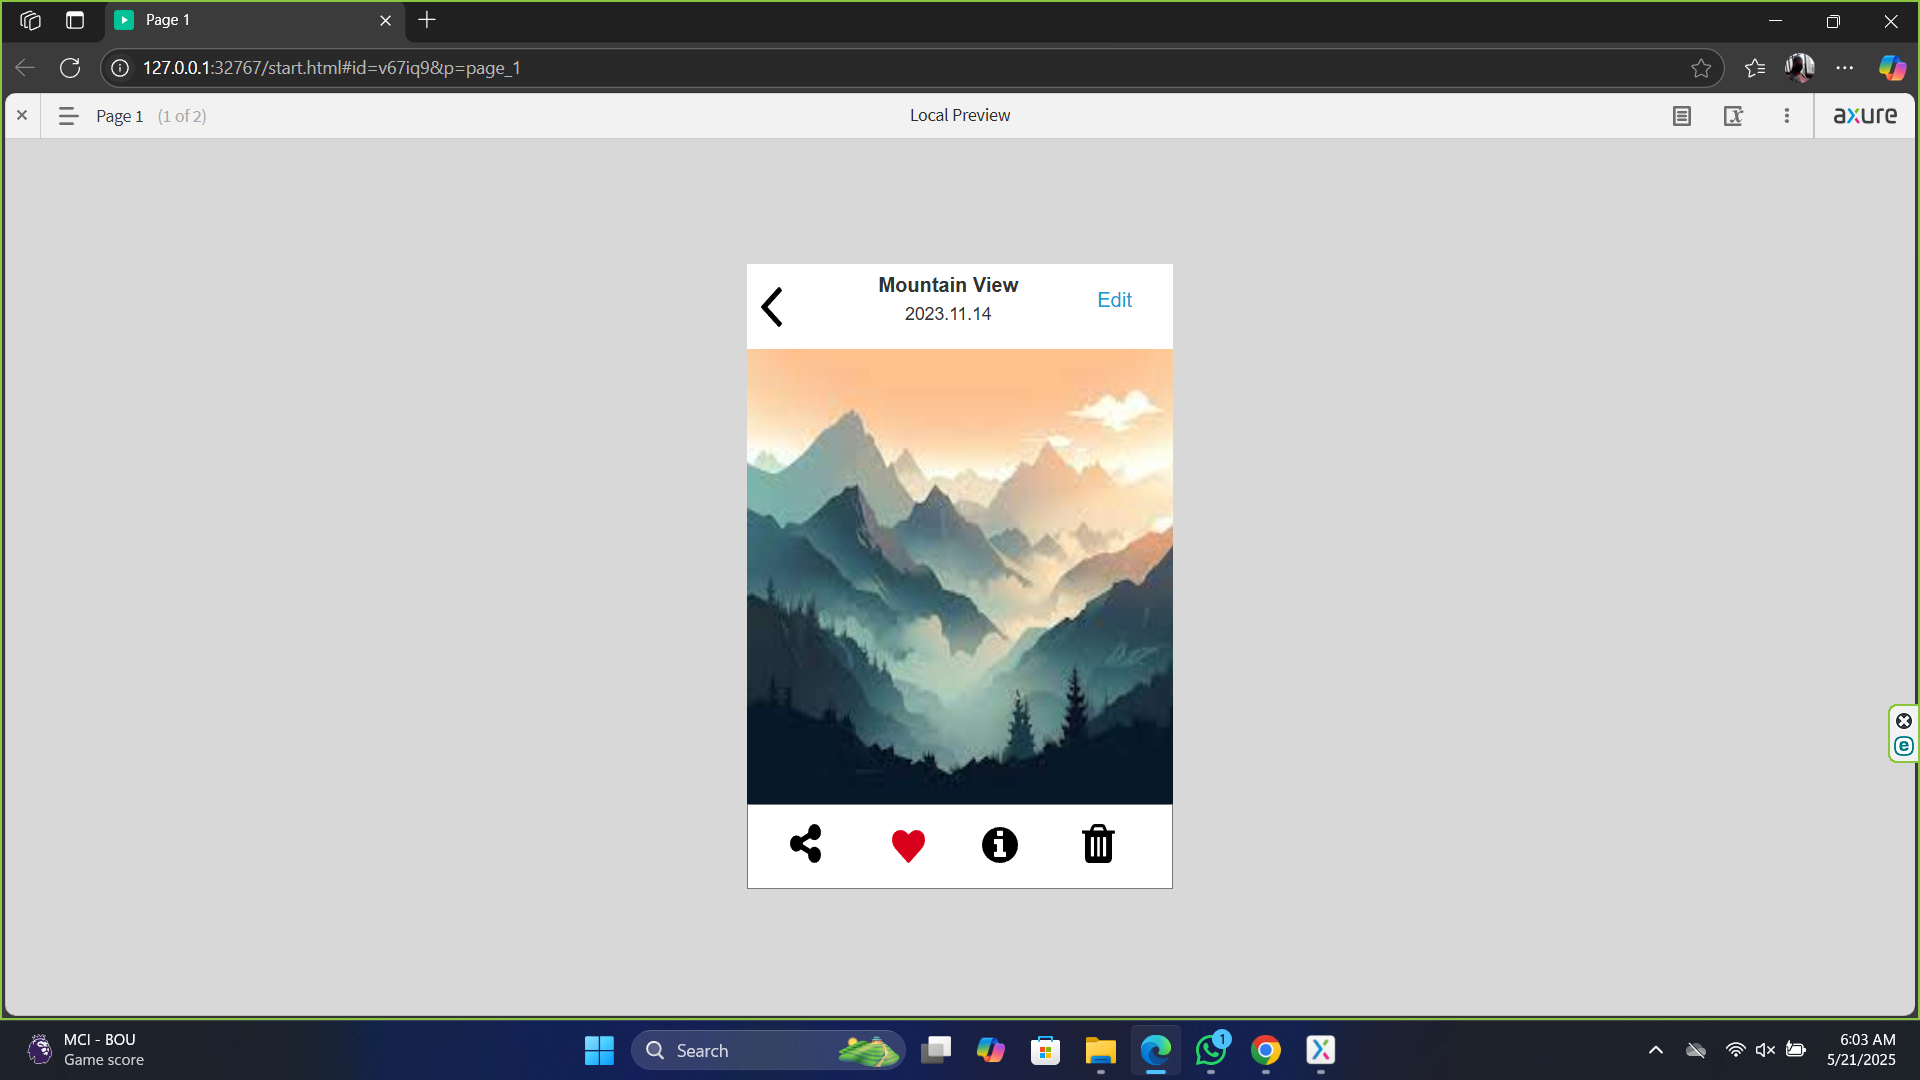 Page 1
127.0.0.1:32767/start.html#id=v67iq9&p=page_1
Page 1 (1 of 2)
Local Preview
axure
Mountain View
2023.11.14
Edit
MCI - BOU
Game score
Search
1
6:03 AM
5/21/2025